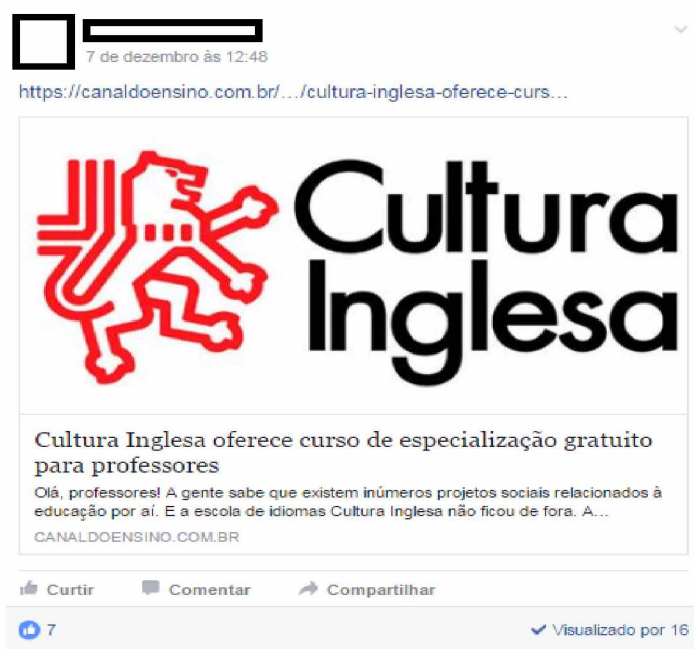 7 de dezembro às 12:48
https://canaldoensino.com.br/…/cultura-inglesa-oferece-curs…
Cultura
Inglesa
Cultura Inglesa oferece curso de especialização gratuito
para professores
Olá, professores! A gente sabe que existem inúmeros projetos sociais relacionados à
educação por aí. E a escola de idiomas Cultura Inglesa não ficou de fora. A...
CANALDOENSINO.COM.BR
Curtir Comentar Compartilhar
7 Visualizado por 16